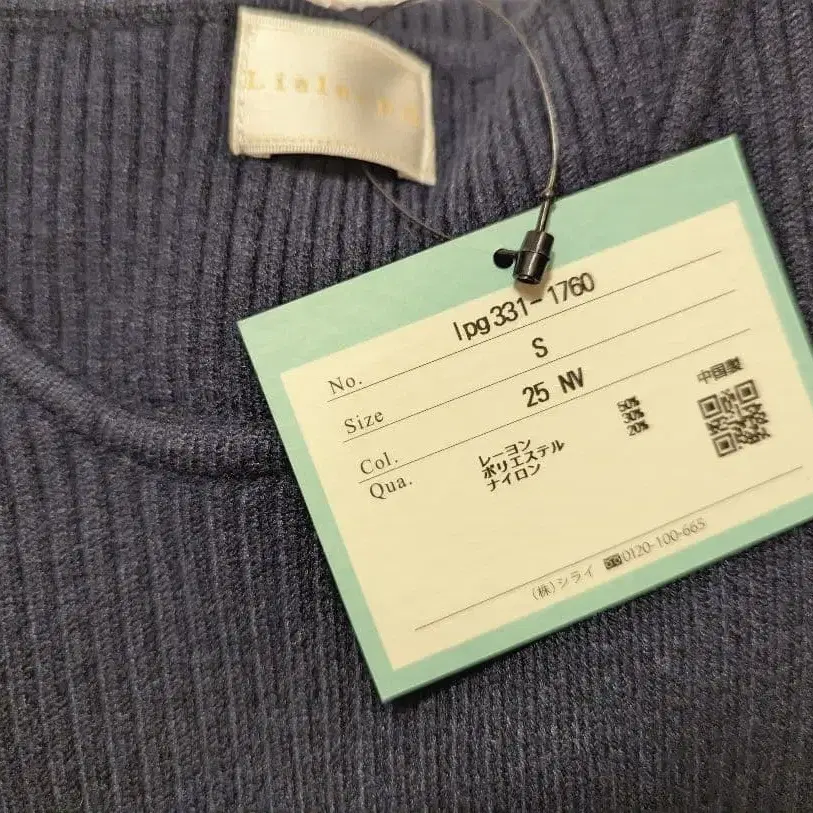 No. lpg331-1760
Size S
Col. 25 NV
Qua. レーヨン 50%
ポリエステル 30%
ナイロン 20%
中国製
(株)シライ 0120-100-665